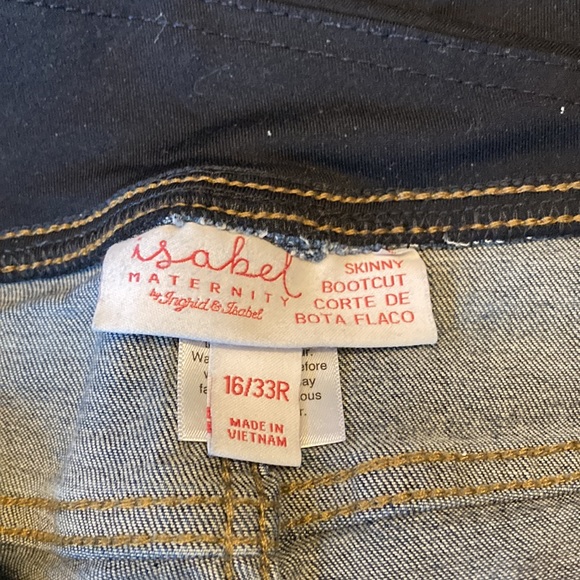 isabel
MATERNITY
by Ingrid & Isabel
SKINNY
BOOTCUT
CORTE DE
BOTA FLACO
16/33R
MADE IN
VIETNAM